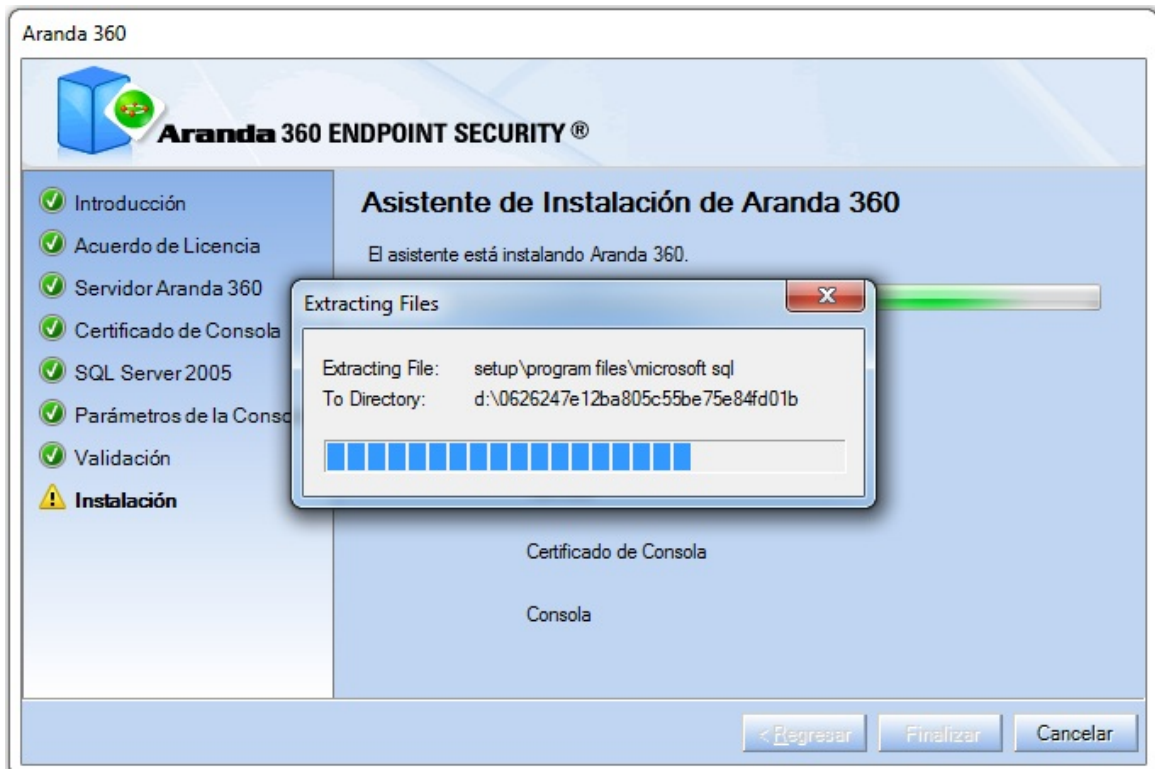 Aranda 360
Aranda 360 ENDPOINT SECURITY ®
Introducción
Acuerdo de Licencia
Servidor Aranda 360
Certificado de Consola
SQL Server 2005
Parámetros de la Conso
Validación
Instalación
Asistente de Instalación de Aranda 360
El asistente está instalando Aranda 360.
Extracting Files
Extracting File: setup\program files\microsoft sql
To Directory: d:\0626247e12ba805c55be75e84fd01b
Certificado de Consola
Consola
< Regresar Finalizar Cancelar